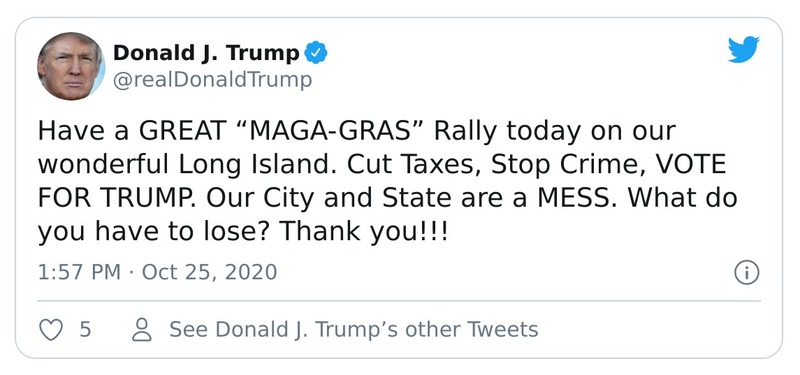 Donald J. Trump
@realDonaldTrump
Have a GREAT “MAGA-GRAS” Rally today on our
wonderful Long Island. Cut Taxes, Stop Crime, VOTE
FOR TRUMP. Our City and State are a MESS. What do
you have to lose? Thank you!!!
1:57 PM · Oct 25, 2020
5 See Donald J. Trump’s other Tweets